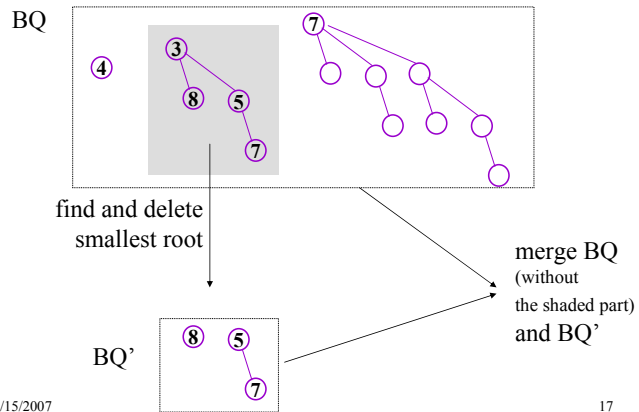 BQ
4
3
8
5
7
7
find and delete
smallest root
merge BQ
(without
the shaded part)
and BQ’
BQ’
8
5
7
/15/2007
17